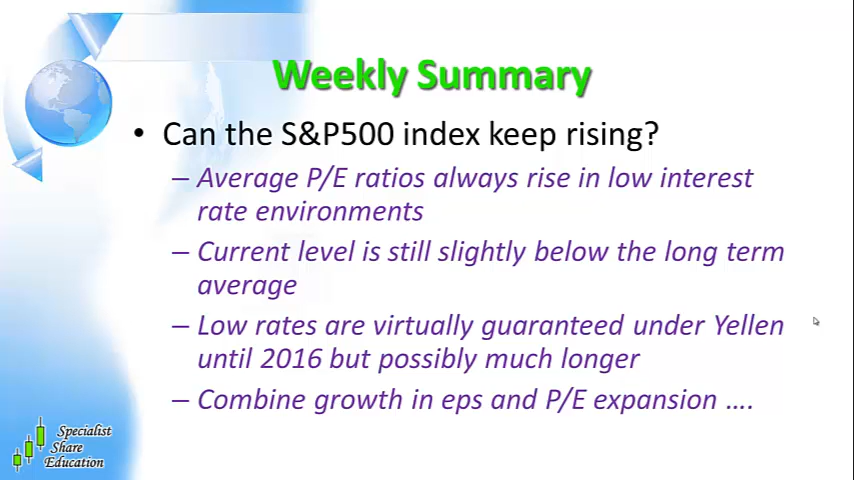 Weekly Summary
• Can the S&P500 index keep rising?
– Average P/E ratios always rise in low interest
rate environments
– Current level is still slightly below the long term
average
– Low rates are virtually guaranteed under Yellen
until 2016 but possibly much longer
– Combine growth in eps and P/E expansion ....
Specialist
Share
Education